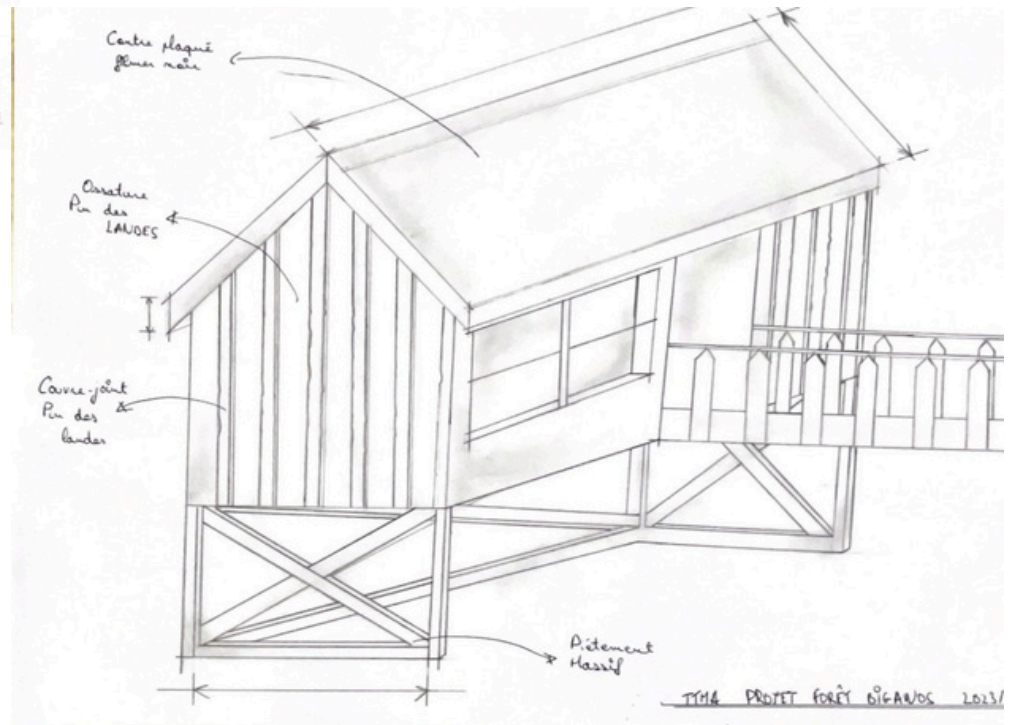 Contre plaqué
filmer noir
Ossature
Pin des
LANDES
Couvre-joint
Pin des
landes
Piètement
Massif
TYMA PROJET FORÊT BIGANOS 2023/